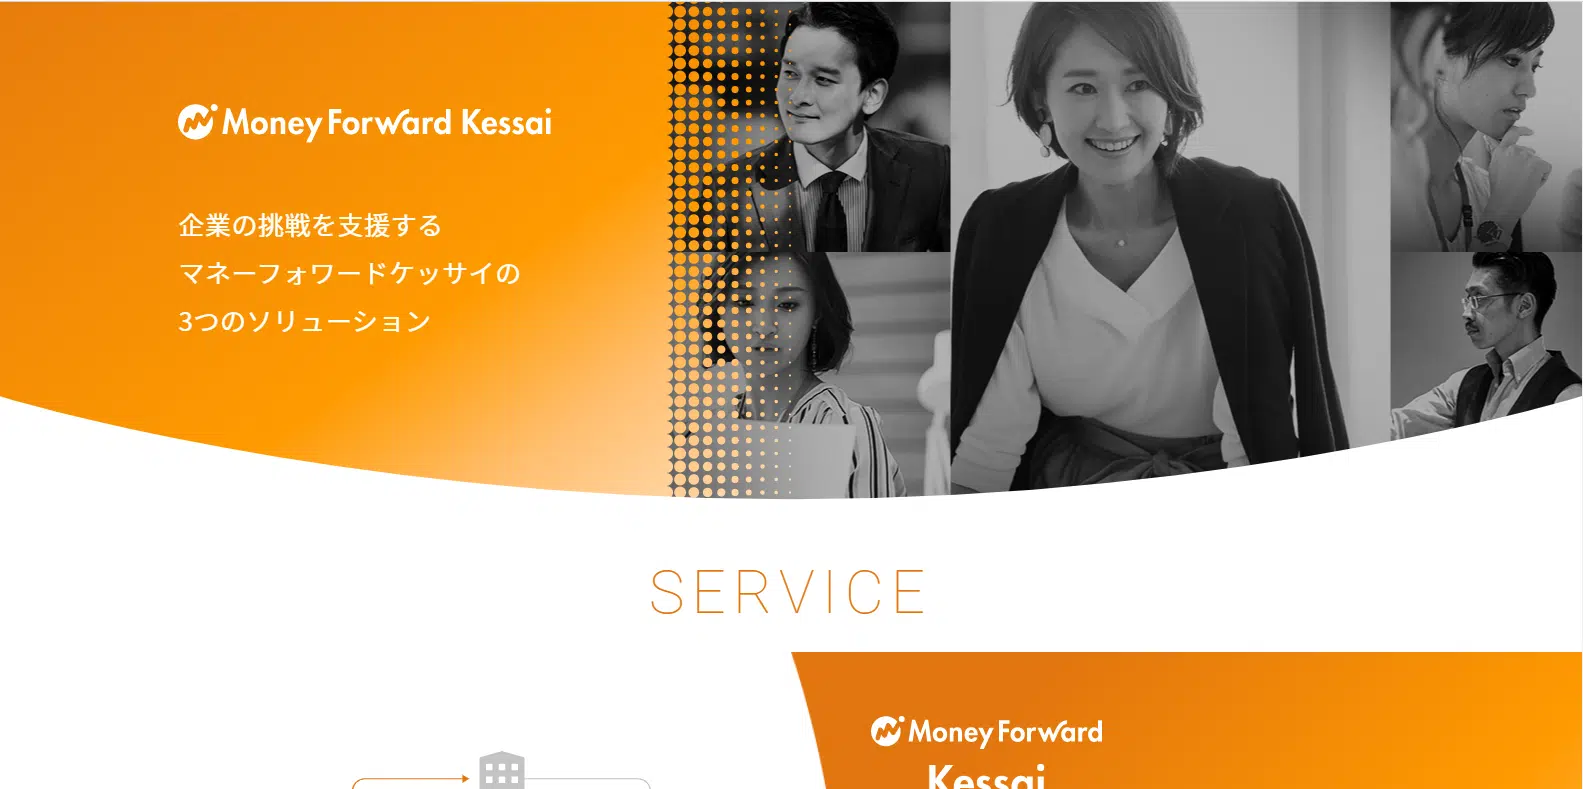 Money Forward Kessai
企業の挑戦を支援する
マネーフォワードケッサイの
3つのソリューション
SERVICE
Money Forward
Kessai